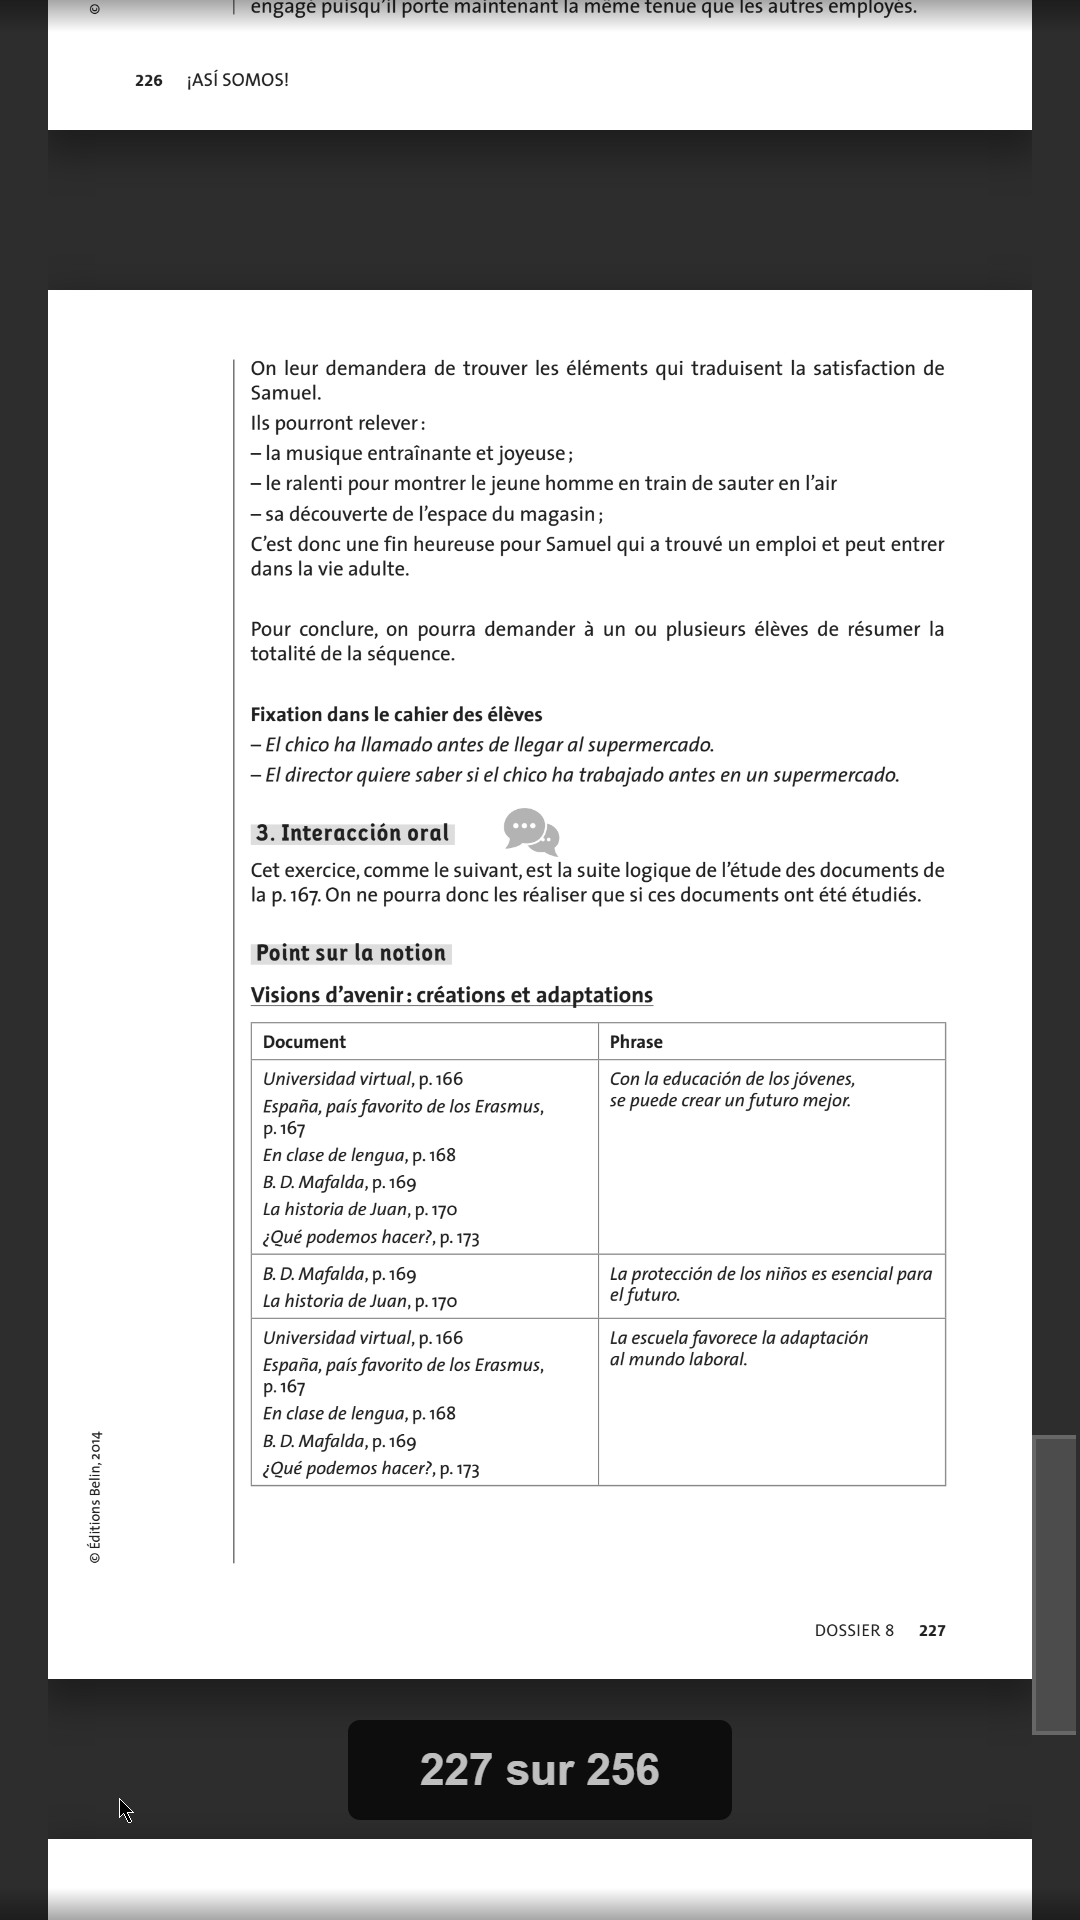 engagé puisqu'il porte maintenant la même tenue que les autres employés.
©
226 ¡ASÍ SOMOS!
On leur demandera de trouver les éléments qui traduisent la satisfaction de
Samuel.
Ils pourront relever :
– la musique entraînante et joyeuse ;
– le ralenti pour montrer le jeune homme en train de sauter en l'air
– sa découverte de l'espace du magasin ;
C'est donc une fin heureuse pour Samuel qui a trouvé un emploi et peut entrer
dans la vie adulte.
Pour conclure, on pourra demander à un ou plusieurs élèves de résumer la
totalité de la séquence.
Fixation dans le cahier des élèves
– El chico ha llamado antes de llegar al supermercado.
– El director quiere saber si el chico ha trabajado antes en un supermercado.
3. Interacción oral
Cet exercice, comme le suivant, est la suite logique de l'étude des documents de
la p. 167. On ne pourra donc les réaliser que si ces documents ont été étudiés.
Point sur la notion
Visions d'avenir : créations et adaptations
Document
Phrase
Universidad virtual, p. 166
España, país favorito de los Erasmus,
p. 167
En clase de lengua, p. 168
B. D. Mafalda, p. 169
La historia de Juan, p. 170
¿Qué podemos hacer?, p. 173
Con la educación de los jóvenes,
se puede crear un futuro mejor.
B. D. Mafalda, p. 169
La historia de Juan, p. 170
La protección de los niños es esencial para
el futuro.
Universidad virtual, p. 166
España, país favorito de los Erasmus,
p. 167
En clase de lengua, p. 168
B. D. Mafalda, p. 169
¿Qué podemos hacer?, p. 173
La escuela favorece la adaptación
al mundo laboral.
© Éditions Belin, 2014
DOSSIER 8 227
227 sur 256